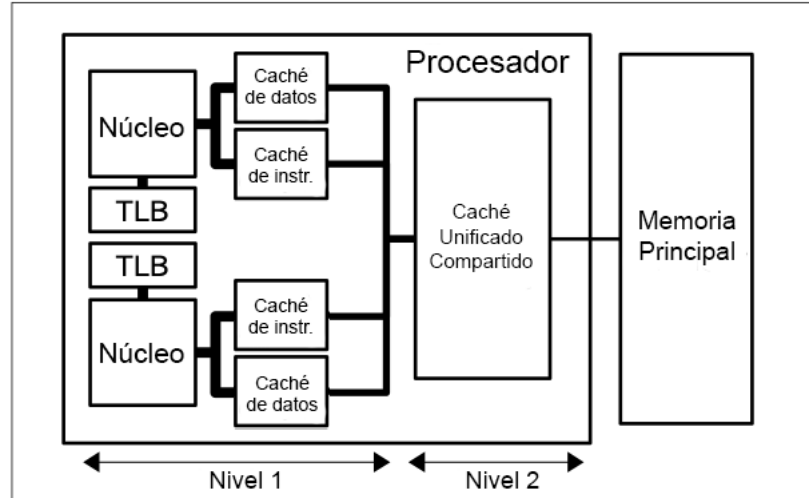 Procesador
Núcleo
Caché
de datos
Caché
de instr.
TLB
TLB
Núcleo
Caché
de instr.
Caché
de datos
Caché
Unificado
Compartido
Memoria
Principal
Nivel 1
Nivel 2